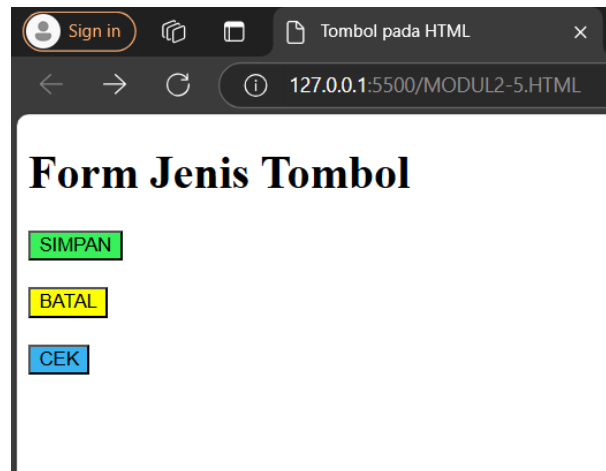 Sign in
Tombol pada HTML
127.0.0.1:5500/MODUL2-5.HTML
Form Jenis Tombol
SIMPAN
BATAL
CEK